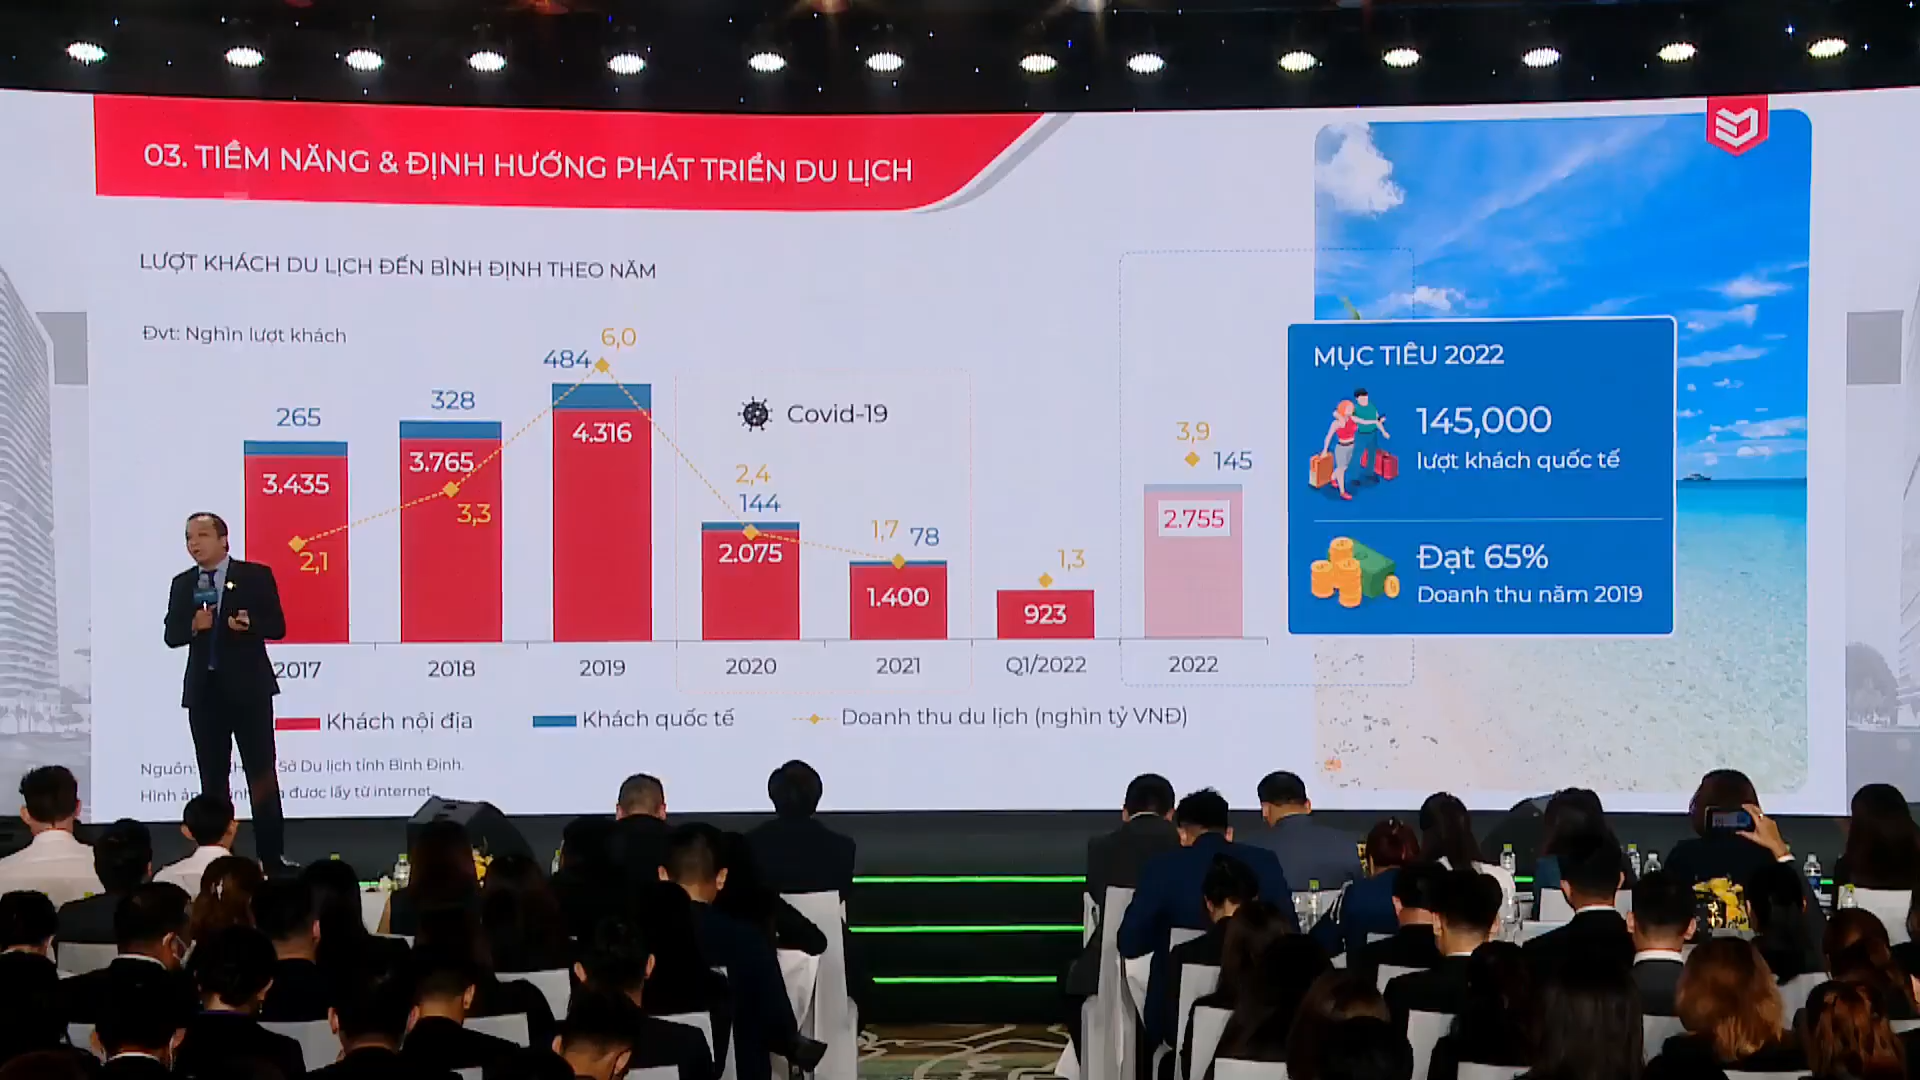 03. TIỀM NĂNG & ĐỊNH HƯỚNG PHÁT TRIỂN DU LỊCH
LƯỢT KHÁCH DU LỊCH ĐẾN BÌNH ĐỊNH THEO NĂM
Đvt: Nghìn lượt khách
265
3.435
2,1
328
3.765
3,3
484
6,0
4.316
Covid-19
2,4
144
2.075
1,7
78
1.400
1,3
923
3,9
145
2.755
2017
2018
2019
2020
2021
Q1/2022
2022
Khách nội địa
Khách quốc tế
Doanh thu du lịch (nghìn tỷ VNĐ)
Nguồn: Sở Du lịch tỉnh Bình Định.
Hình được lấy từ internet.
MỤC TIÊU 2022
145,000
lượt khách quốc tế
Đạt 65%
Doanh thu năm 2019